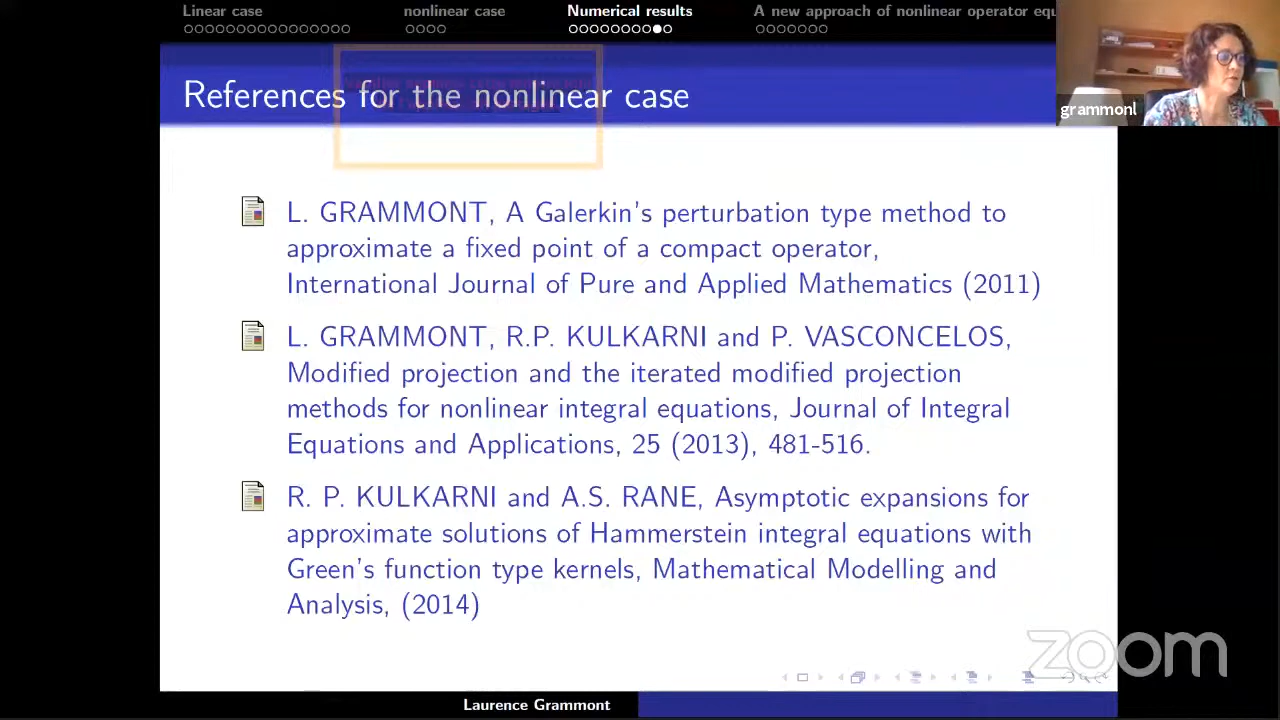 Linear case nonlinear case Numerical results A new approach of nonlinear operator equ
References for the nonlinear case
grammonl
L. GRAMMONT, A Galerkin's perturbation type method to
approximate a fixed point of a compact operator,
International Journal of Pure and Applied Mathematics (2011)
L. GRAMMONT, R.P. KULKARNI and P. VASCONCELOS,
Modified projection and the iterated modified projection
methods for nonlinear integral equations, Journal of Integral
Equations and Applications, 25 (2013), 481-516.
R. P. KULKARNI and A.S. RANE, Asymptotic expansions for
approximate solutions of Hammerstein integral equations with
Green's function type kernels, Mathematical Modelling and
Analysis, (2014)
zoom
Laurence Grammont